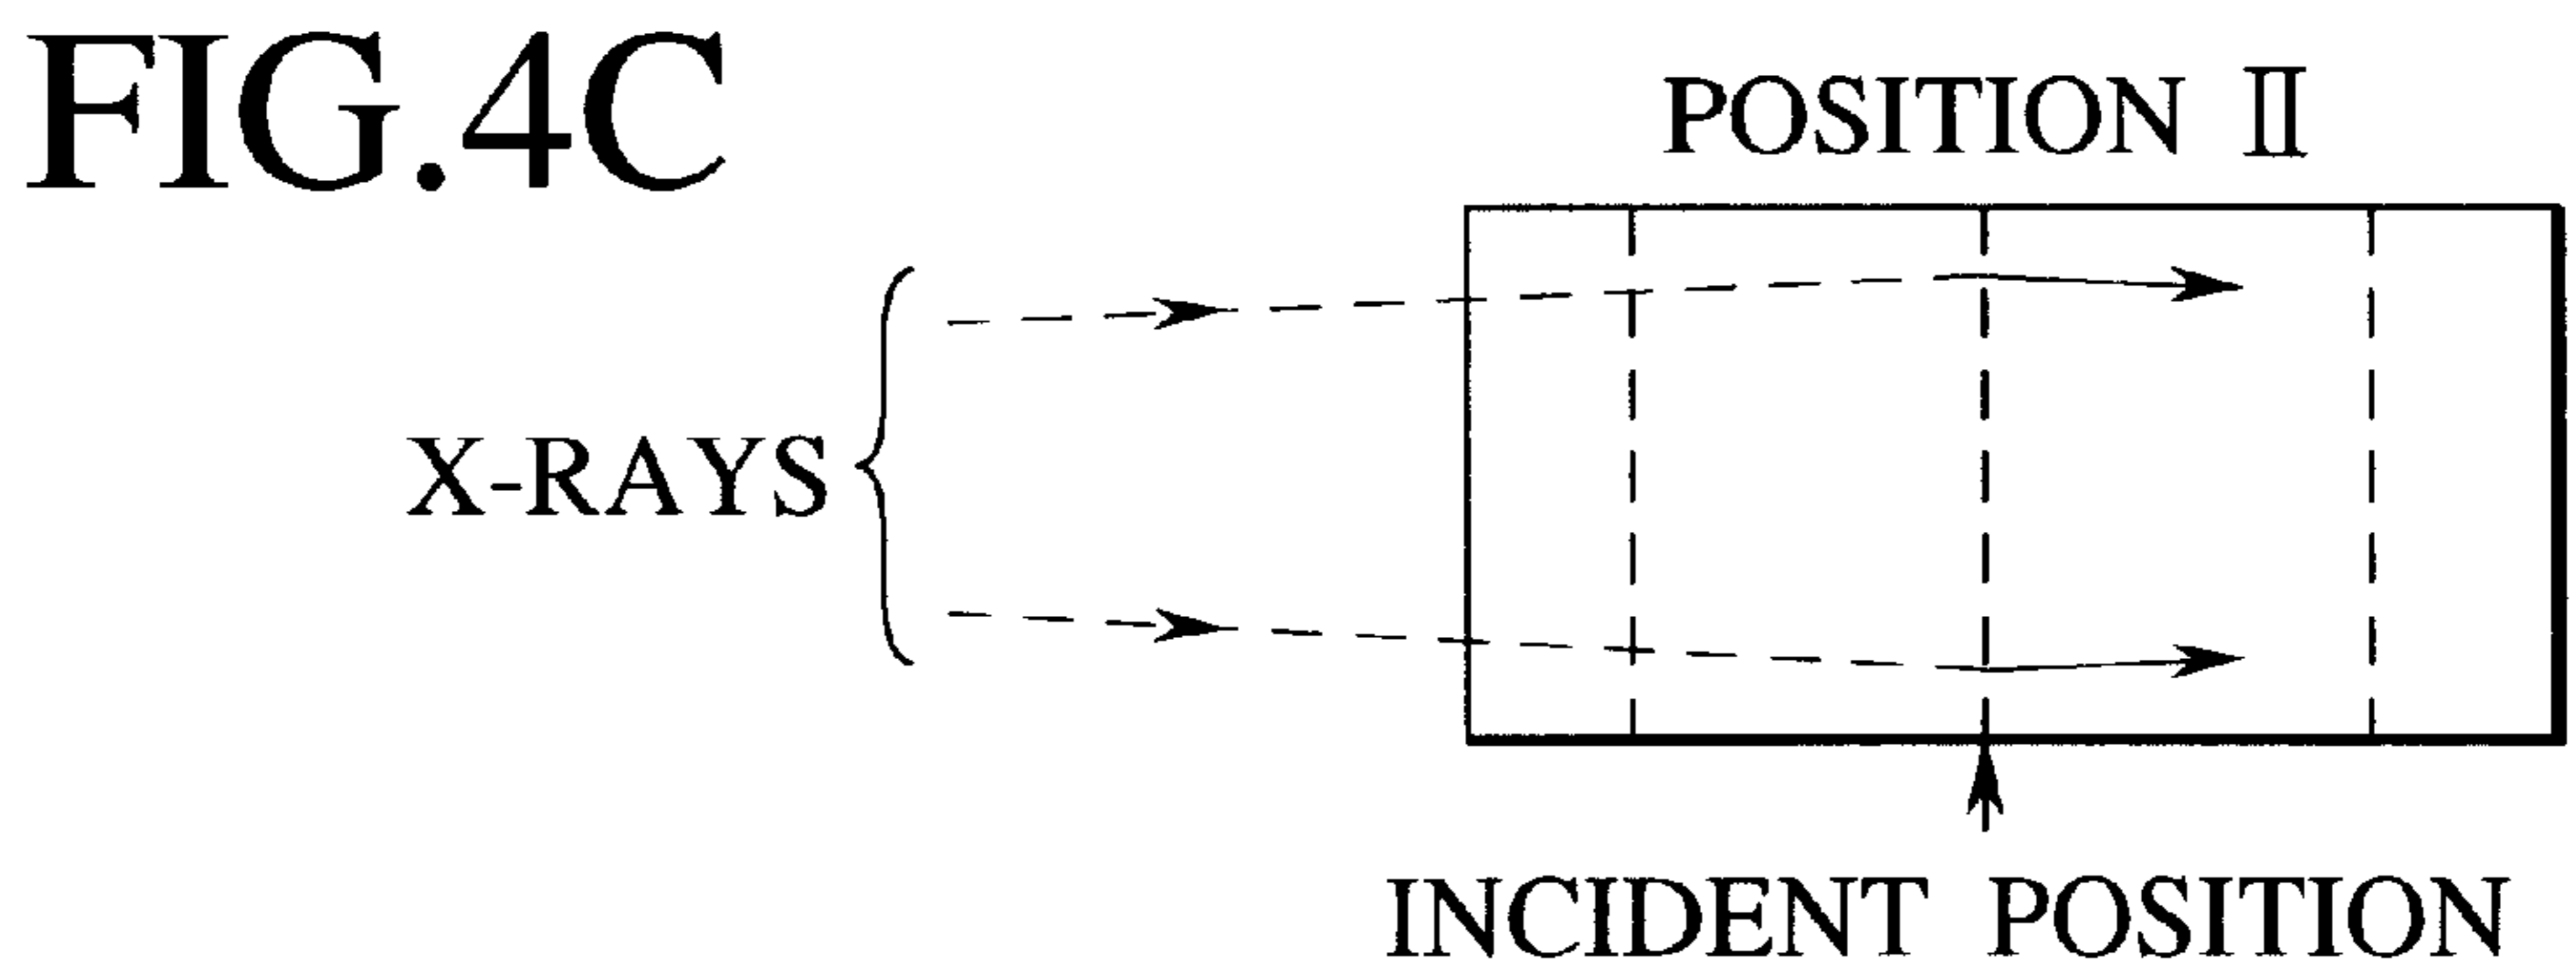 FIG.4C
POSITION Ⅱ
X-RAYS
INCIDENT POSITION